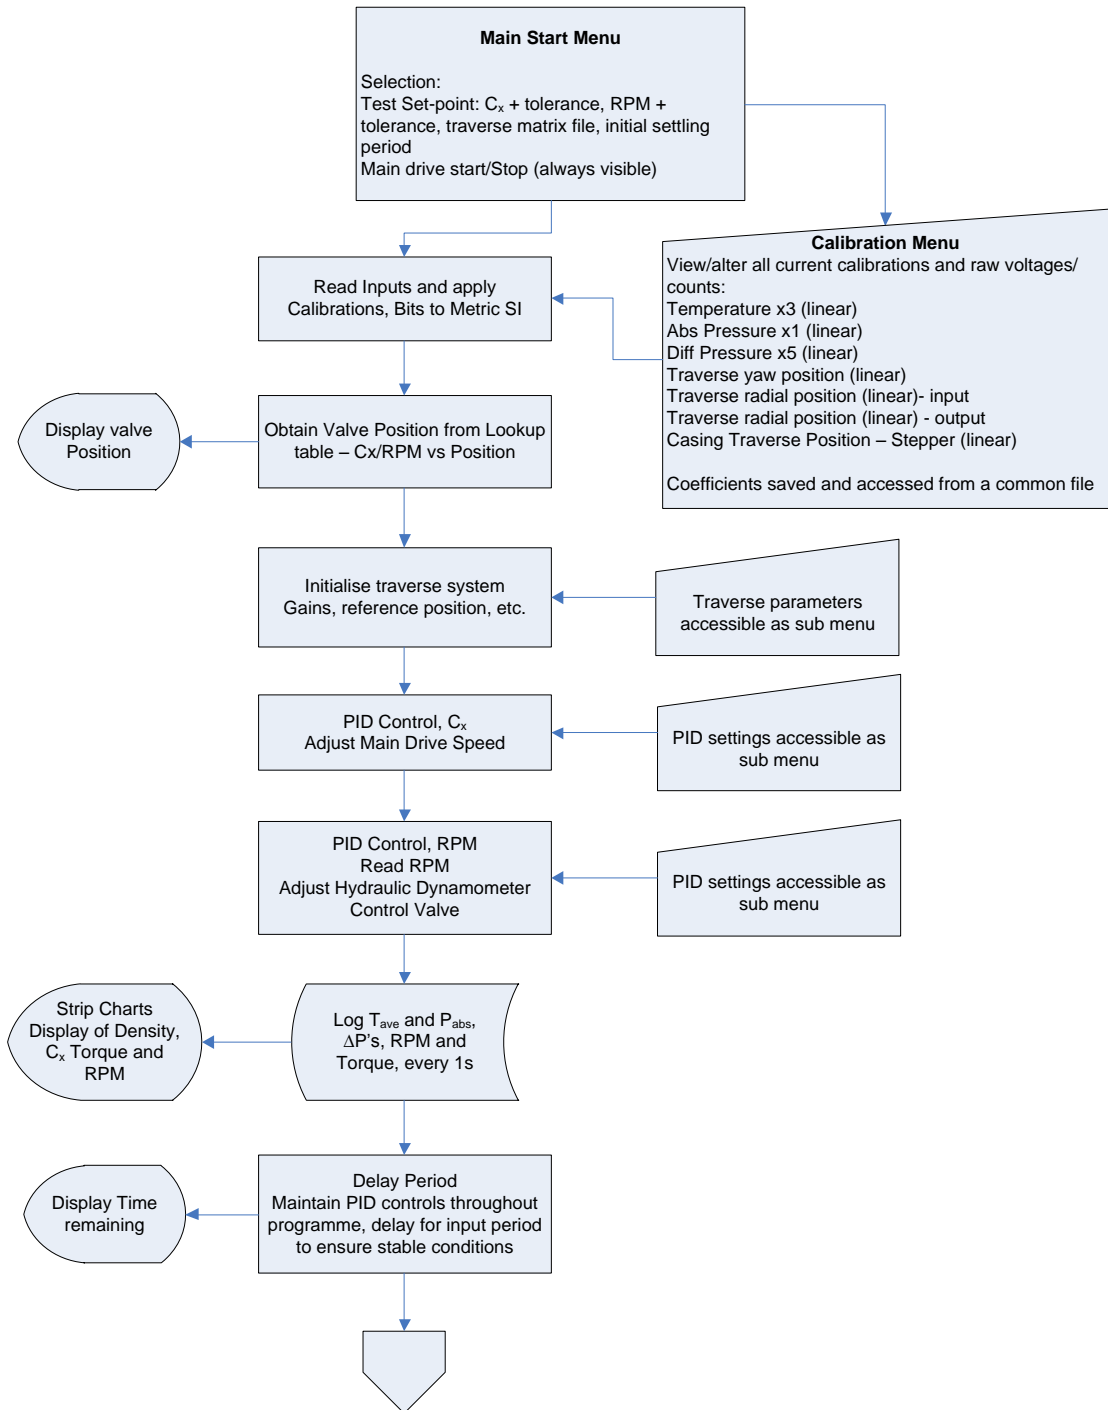 Main Start Menu
Selection:
Test Set-point: Cₓ + tolerance, RPM +
tolerance, traverse matrix file, initial settling
period
Main drive start/Stop (always visible)
Calibration Menu
View/alter all current calibrations and raw voltages/
counts:
Temperature x3 (linear)
Abs Pressure x1 (linear)
Diff Pressure x5 (linear)
Traverse yaw position (linear)
Traverse radial position (linear)- input
Traverse radial position (linear) - output
Casing Traverse Position – Stepper (linear)
Coefficients saved and accessed from a common file
Read Inputs and apply
Calibrations, Bits to Metric SI
Display valve
Position
Obtain Valve Position from Lookup
table – Cx/RPM vs Position
Initialise traverse system
Gains, reference position, etc.
Traverse parameters
accessible as sub menu
PID Control, Cₓ
Adjust Main Drive Speed
PID settings accessible as
sub menu
PID Control, RPM
Read RPM
Adjust Hydraulic Dynamometer
Control Valve
PID settings accessible as
sub menu
Strip Charts
Display of Density,
Cₓ Torque and
RPM
Log Tₐᵥₑ and Pₐbₛ,
ΔP's, RPM and
Torque, every 1s
Delay Period
Maintain PID controls throughout
programme, delay for input period
to ensure stable conditions
Display Time
remaining